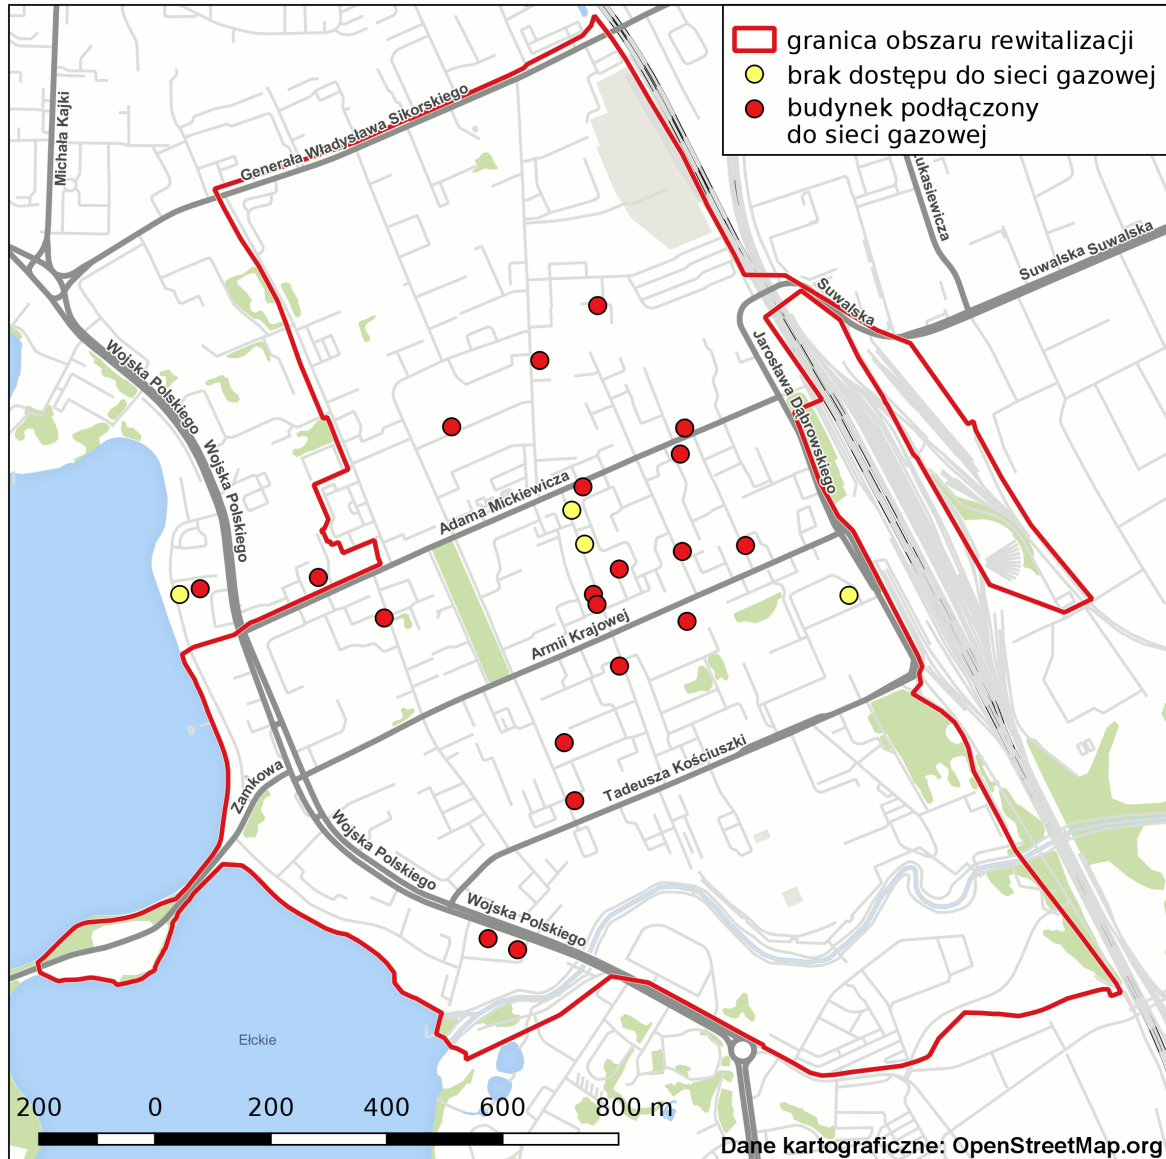 granica obszaru rewitalizacji
brak dostępu do sieci gazowej
budynek podłączony
do sieci gazowej
Michała Kajki
Generała Władysława Sikorskiego
Łukasiewicza
Suwalska
Suwalska
Suwalska
Wojska Polskiego
Jarosława Dąbrowskiego
Wojska Polskiego
Adama Mickiewicza
Armii Krajowej
Zamkowa
Tadeusza Kościuszki
Wojska Polskiego
Wojska Polskiego
Ełckie
200 0 200 400 600 800 m
Dane kartograficzne: OpenStreetMap.org